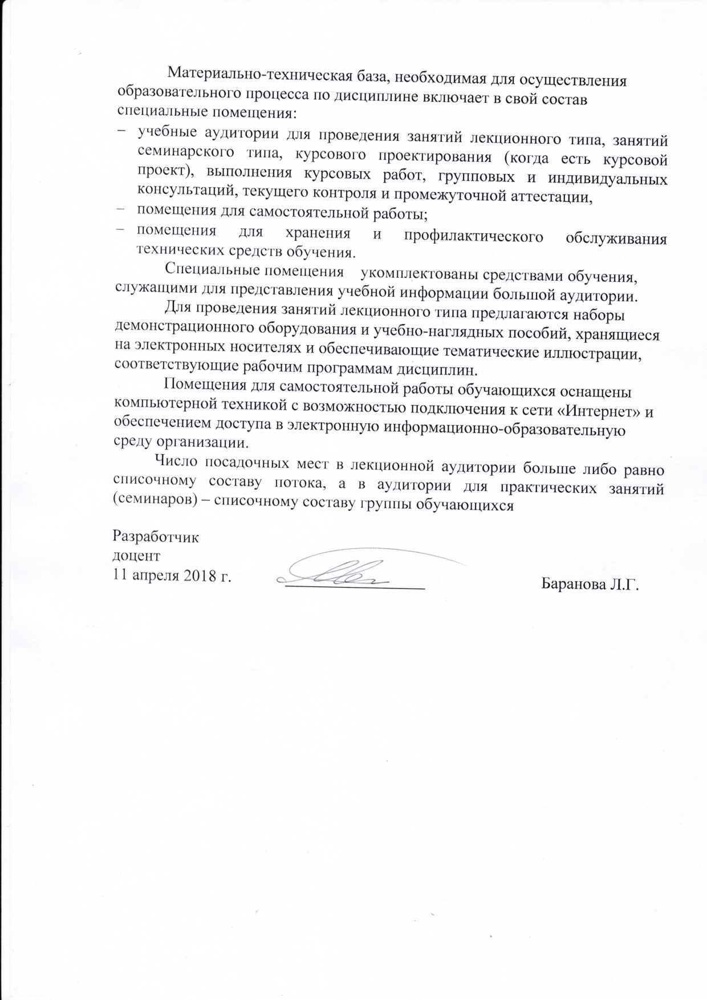 Материально-техническая база, необходимая для осуществления
образовательного процесса по дисциплине включает в свой состав
специальные помещения:
– учебные аудитории для проведения занятий лекционного типа, занятий
семинарского типа, курсового проектирования (когда есть курсовой
проект), выполнения курсовых работ, групповых и индивидуальных
консультаций, текущего контроля и промежуточной аттестации,
– помещения для самостоятельной работы;
– помещения для хранения и профилактического обслуживания
технических средств обучения.
Специальные помещения укомплектованы средствами обучения,
служащими для представления учебной информации большой аудитории.
Для проведения занятий лекционного типа предлагаются наборы
демонстрационного оборудования и учебно-наглядных пособий, хранящиеся
на электронных носителях и обеспечивающие тематические иллюстрации,
соответствующие рабочим программам дисциплин.
Помещения для самостоятельной работы обучающихся оснащены
компьютерной техникой с возможностью подключения к сети «Интернет» и
обеспечением доступа в электронную информационно-образовательную
среду организации.
Число посадочных мест в лекционной аудитории больше либо равно
списочному составу потока, а в аудитории для практических занятий
(семинаров) – списочному составу группы обучающихся
Разработчик
доцент
11 апреля 2018 г.
Баранова Л.Г.